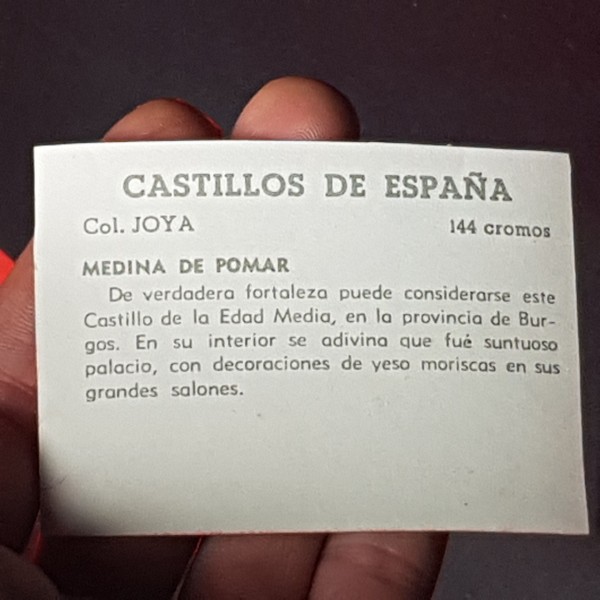 CASTILLOS DE ESPAÑA
Col. JOYA 144 cromos
MEDINA DE POMAR
De verdadera fortaleza puede considerarse este
Castillo de la Edad Media, en la provincia de Bur-
gos. En su interior se adivina que fué suntuoso
palacio, con decoraciones de yeso moriscas en sus
grandes salones.